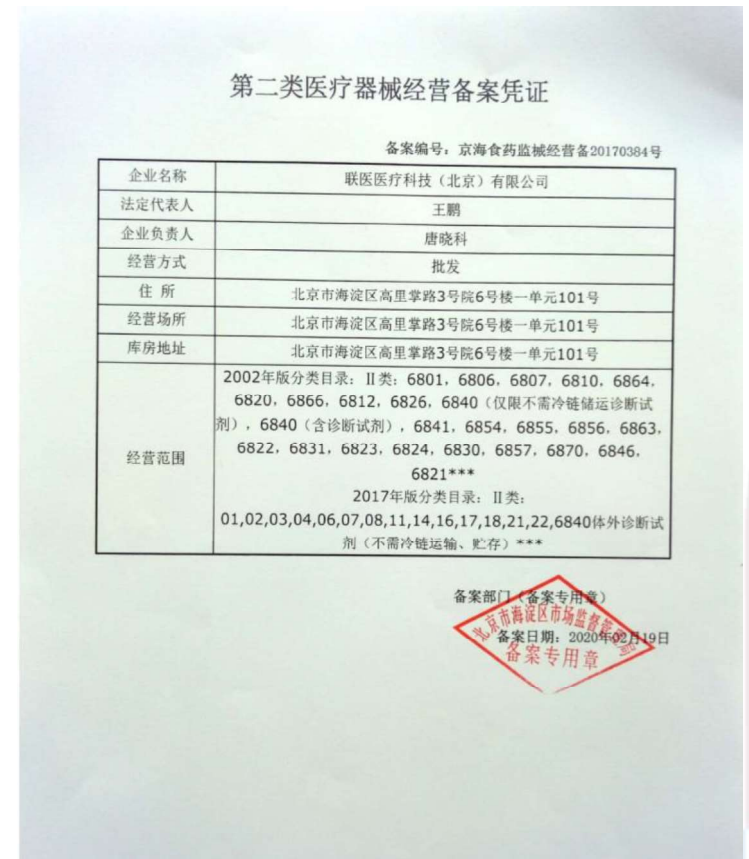 第二类医疗器械经营备案凭证
备案编号：京海食药监械经营备20170384号
企业名称 联医医疗科技（北京）有限公司
法定代表人 王鹏
企业负责人 唐晓科
经营方式 批发
住 所 北京市海淀区高里掌路3号院6号楼一单元101号
经营场所 北京市海淀区高里掌路3号院6号楼一单元101号
库房地址 北京市海淀区高里掌路3号院6号楼一单元101号
经营范围
2002年版分类目录：II类：6801，6806，6807，6810，6864，
6820，6866，6812，6826，6840（仅限不需冷链储运诊断试
剂），6840（含诊断试剂），6841，6854，6855，6856，6863，
6822，6831，6823，6824，6830，6857，6870，6846，
6821***
2017年版分类目录：II类：
01,02,03,04,06,07,08,11,14,16,17,18,21,22,6840体外诊断试
剂（不需冷链运输、贮存）***
备案部门（备案专用章）
备案日期：2020年02月19日
北京市海淀区市场监督管理局
备案专用章